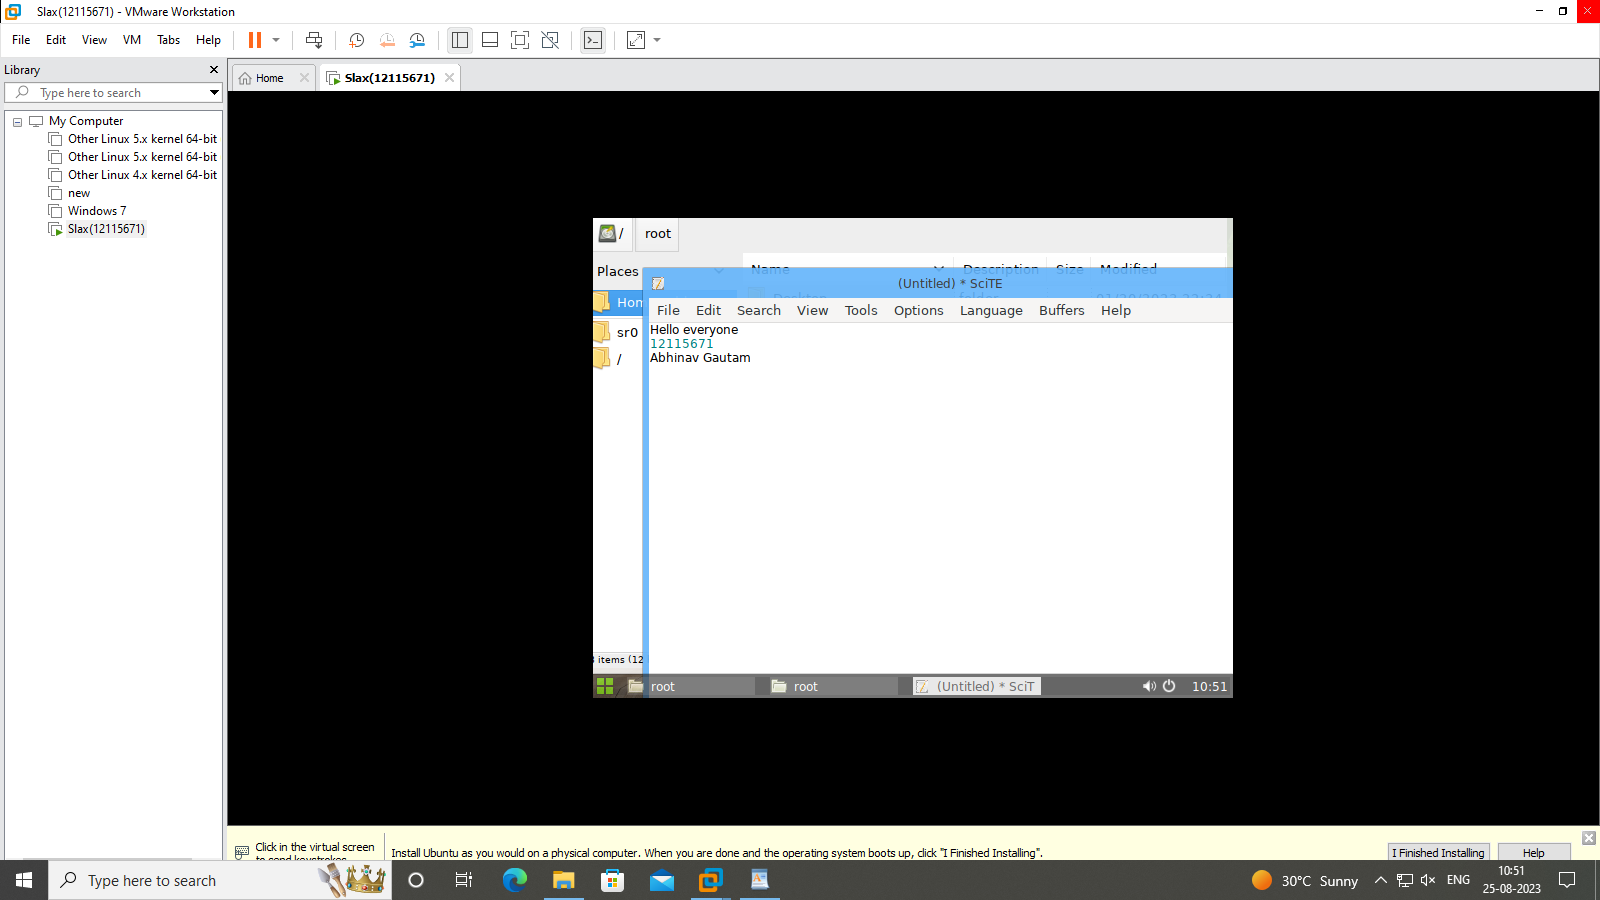 Slax(12115671) - VMware Workstation
File Edit View VM Tabs Help
Library
Type here to search
My Computer
Other Linux 5.x kernel 64-bit
Other Linux 5.x kernel 64-bit
Other Linux 4.x kernel 64-bit
new
Windows 7
Slax(12115671)
Home
Slax(12115671)
/
root
Places
Name Description Size Modified
(Untitled) * SciTE
Hom
sr0
/
File Edit Search View Tools Options Language Buffers Help
Hello everyone
12115671
Abhinav Gautam
items (12
root
root
(Untitled) * SciT
10:51
Click in the virtual screen
to send keystrokes
Install Ubuntu as you would on a physical computer. When you are done and the operating system boots up, click "I Finished Installing".
I Finished Installing
Help
Type here to search
30°C Sunny
ENG
10:51
25-08-2023